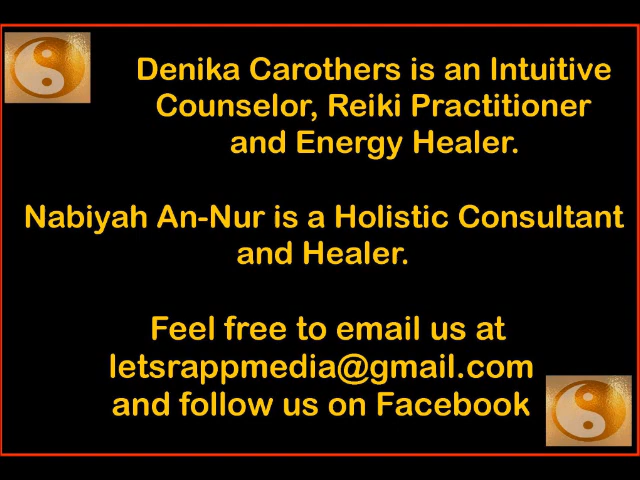 Denika Carothers is an Intuitive
Counselor, Reiki Practitioner
and Energy Healer.
Nabiyah An-Nur is a Holistic Consultant
and Healer.
Feel free to email us at
letsrappmedia@gmail.com
and follow us on Facebook